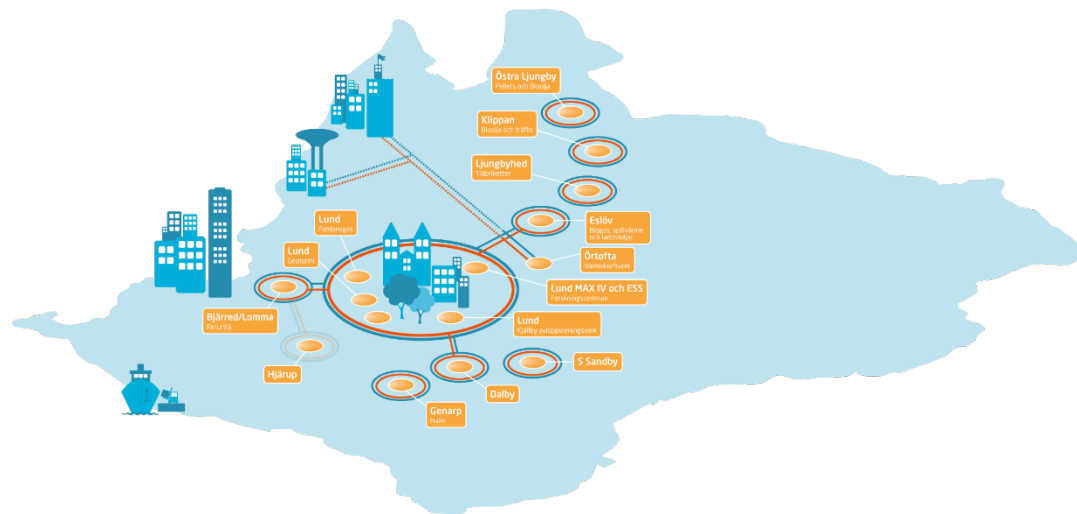 Östra Ljungby
Pellets och Bioolja
Klippan
Bioolja och träflis
Ljungbyhed
Träbriketter
Eslöv
Biogas, spillvärme
och laddstolpe
Örtofta
Värmekraftverk
Lund
Fordonsgas
Lund
Geotermi
Lund MAX IV och ESS
Forskningscentrum
Bjärred/Lomma
Returträ
Lund
Källby avloppsreningsverk
Hjärup
S Sandby
Dalby
Genarp
Halm